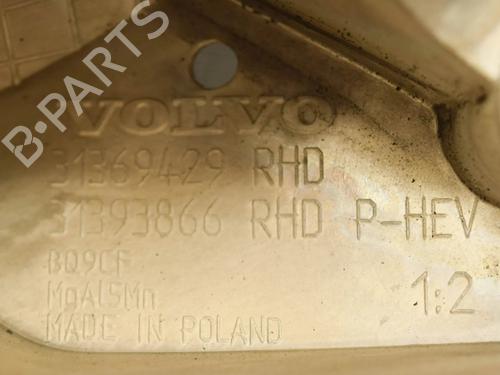 B-PARTS
VOLVO
31369429 RHD
31393866 RHD P-HEV
BQ9CF
MgAl5Mn 1:2
MADE IN POLAND